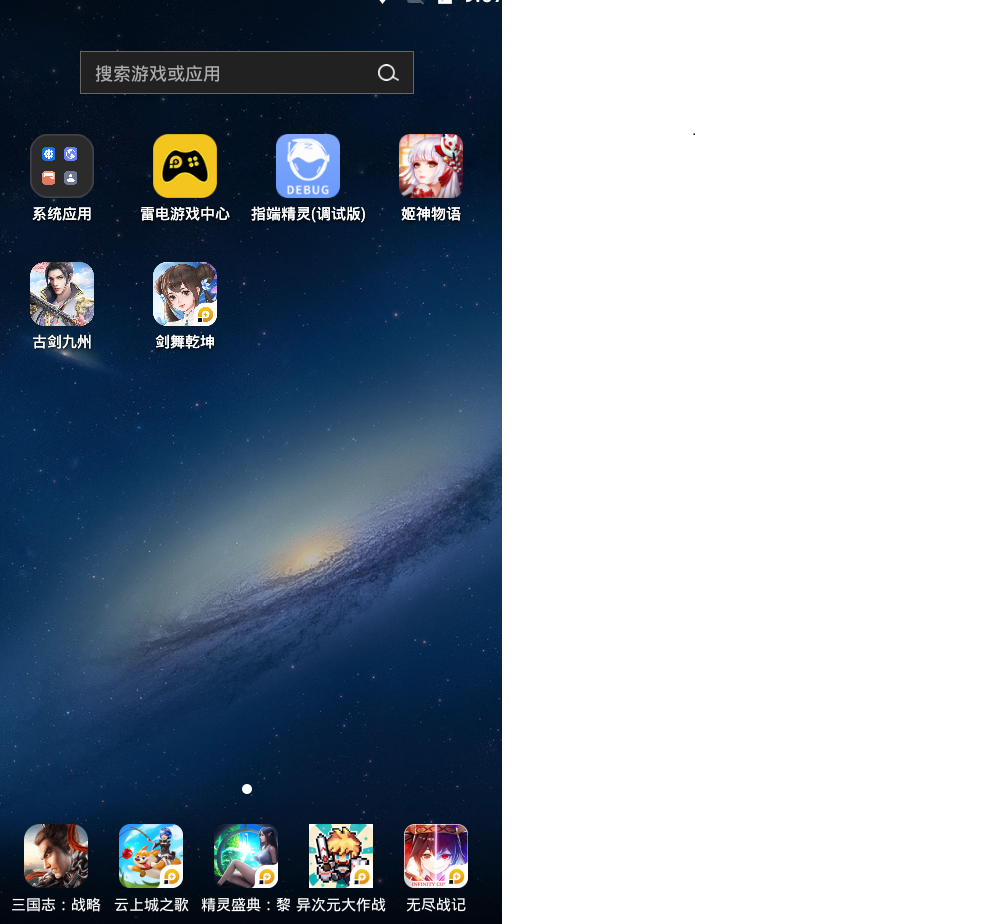 搜索游戏或应用
DEBUG
系统应用
雷电游戏中心
指端精灵(调试版)
姬神物语
古剑九州
剑舞乾坤
INFINITY
三国志：战略
云上城之歌
精灵盛典：黎
异次元大作战
无尽战记